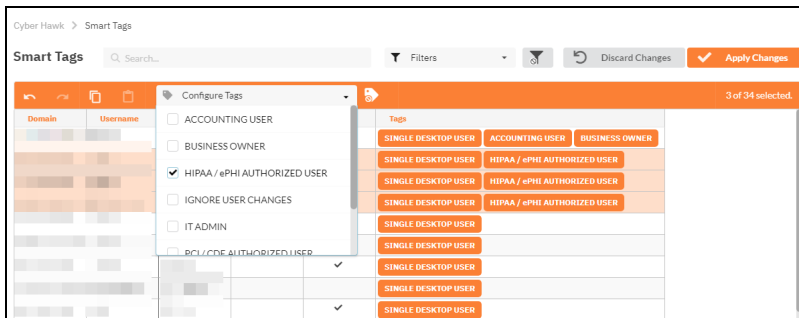 Cyber Hawk > Smart Tags
Smart Tags
Search...
Filters
Discard Changes
Apply Changes
Configure Tags
3 of 34 selected.
Domain
Username
Tags
ACCOUNTING USER
BUSINESS OWNER
HIPAA / ePHI AUTHORIZED USER
IGNORE USER CHANGES
IT ADMIN
PCI / CDE AUTHORIZED USER
SINGLE DESKTOP USER ACCOUNTING USER BUSINESS OWNER
SINGLE DESKTOP USER HIPAA / ePHI AUTHORIZED USER
SINGLE DESKTOP USER HIPAA / ePHI AUTHORIZED USER
SINGLE DESKTOP USER HIPAA / ePHI AUTHORIZED USER
SINGLE DESKTOP USER
SINGLE DESKTOP USER
SINGLE DESKTOP USER
SINGLE DESKTOP USER
SINGLE DESKTOP USER